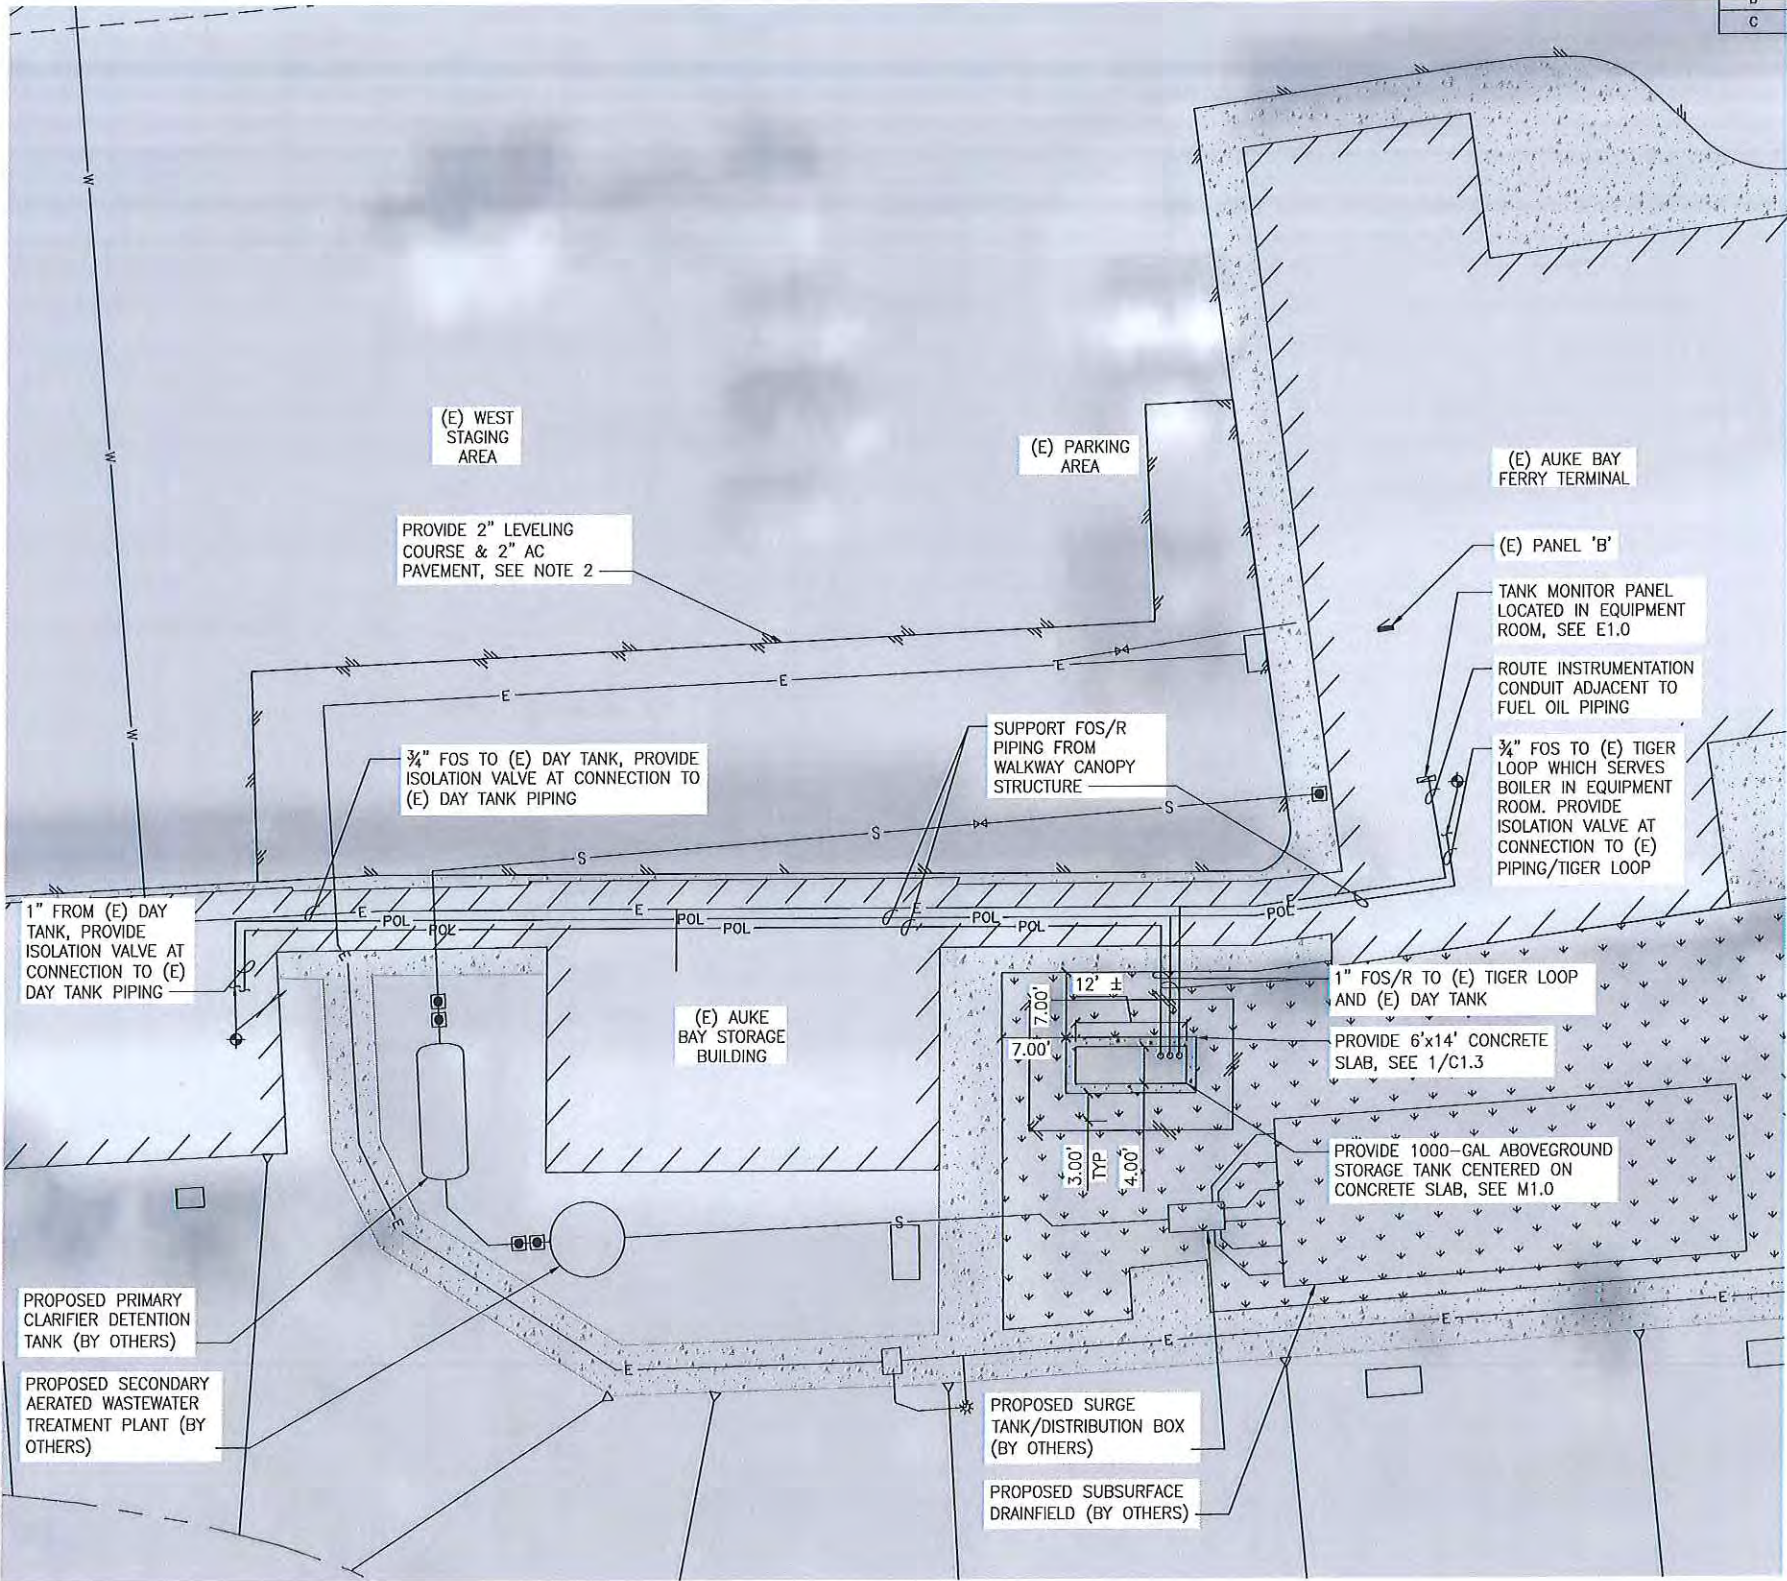 C
W
W
W
(E) WEST
STAGING
AREA
(E) PARKING
AREA
(E) AUKE BAY
FERRY TERMINAL
PROVIDE 2" LEVELING
COURSE & 2" AC
PAVEMENT, SEE NOTE 2
(E) PANEL 'B'
TANK MONITOR PANEL
LOCATED IN EQUIPMENT
ROOM, SEE E1.0
ROUTE INSTRUMENTATION
CONDUIT ADJACENT TO
FUEL OIL PIPING
E
E
E
¾" FOS TO (E) DAY TANK, PROVIDE
ISOLATION VALVE AT CONNECTION TO
(E) DAY TANK PIPING
SUPPORT FOS/R
PIPING FROM
WALKWAY CANOPY
STRUCTURE
¾" FOS TO (E) TIGER
LOOP WHICH SERVES
BOILER IN EQUIPMENT
ROOM. PROVIDE
ISOLATION VALVE AT
CONNECTION TO (E)
PIPING/TIGER LOOP
S
S
S
1" FROM (E) DAY
TANK, PROVIDE
ISOLATION VALVE AT
CONNECTION TO (E)
DAY TANK PIPING
E
E
E
E
POL
POL
POL
POL
POL
POL
POL
E
(E) AUKE
BAY STORAGE
BUILDING
12' ±
7.00'
7.00'
3.00'
TYP
4.00'
1" FOS/R TO (E) TIGER LOOP
AND (E) DAY TANK
PROVIDE 6'x14' CONCRETE
SLAB, SEE 1/C1.3
PROVIDE 1000-GAL ABOVEGROUND
STORAGE TANK CENTERED ON
CONCRETE SLAB, SEE M1.0
E
S
PROPOSED PRIMARY
CLARIFIER DETENTION
TANK (BY OTHERS)
PROPOSED SECONDARY
AERATED WASTEWATER
TREATMENT PLANT (BY
OTHERS)
E
E
E
E
PROPOSED SURGE
TANK/DISTRIBUTION BOX
(BY OTHERS)
PROPOSED SUBSURFACE
DRAINFIELD (BY OTHERS)